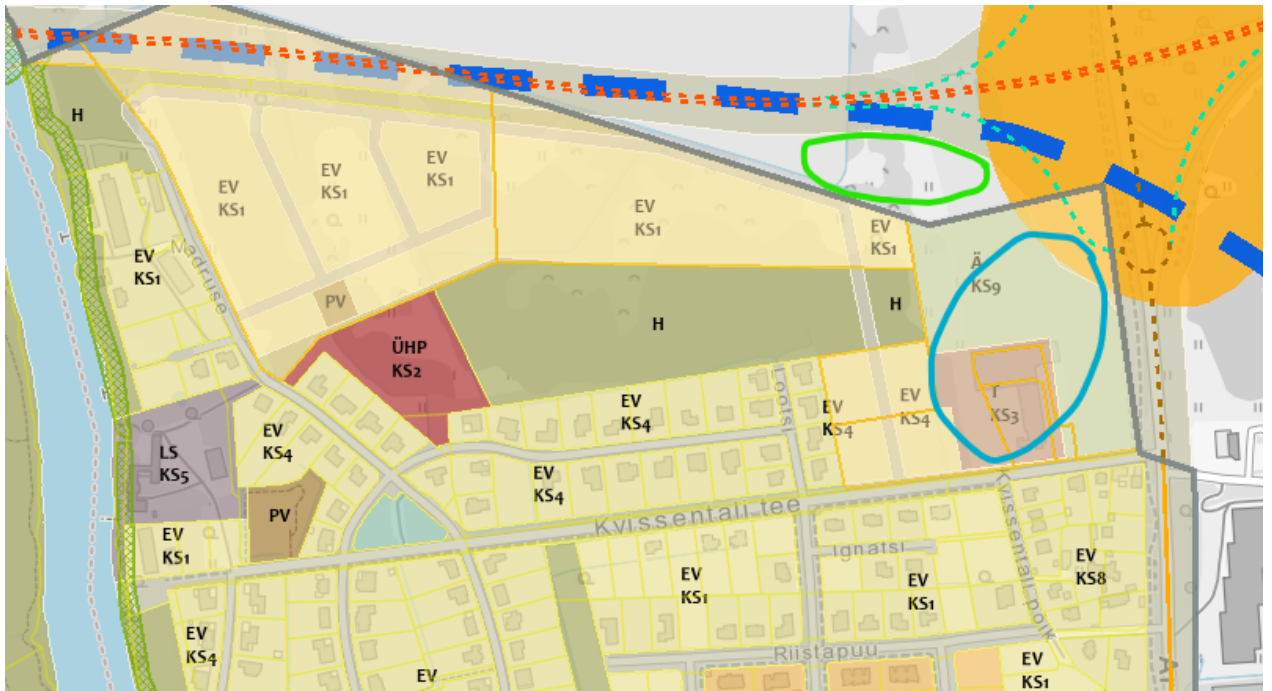 H
EV
KS1
EV
KS1
EV
KS1
EV
KS1
EV
KS1
Ä
KS9
EV
KS1
Madruse
PV
H
H
ÜHP
KS2
EV
KS4
EV
KS4
EV
KS4
T
KS3
Lootsi
LS
KS5
EV
KS4
EV
KS4
PV
Kvissentali tee
EV
KS1
Ignatsi
Kvissentali põik
EV
KS8
EV
KS1
EV
KS1
EV
KS4
EV
Riistapuu
EV
KS1